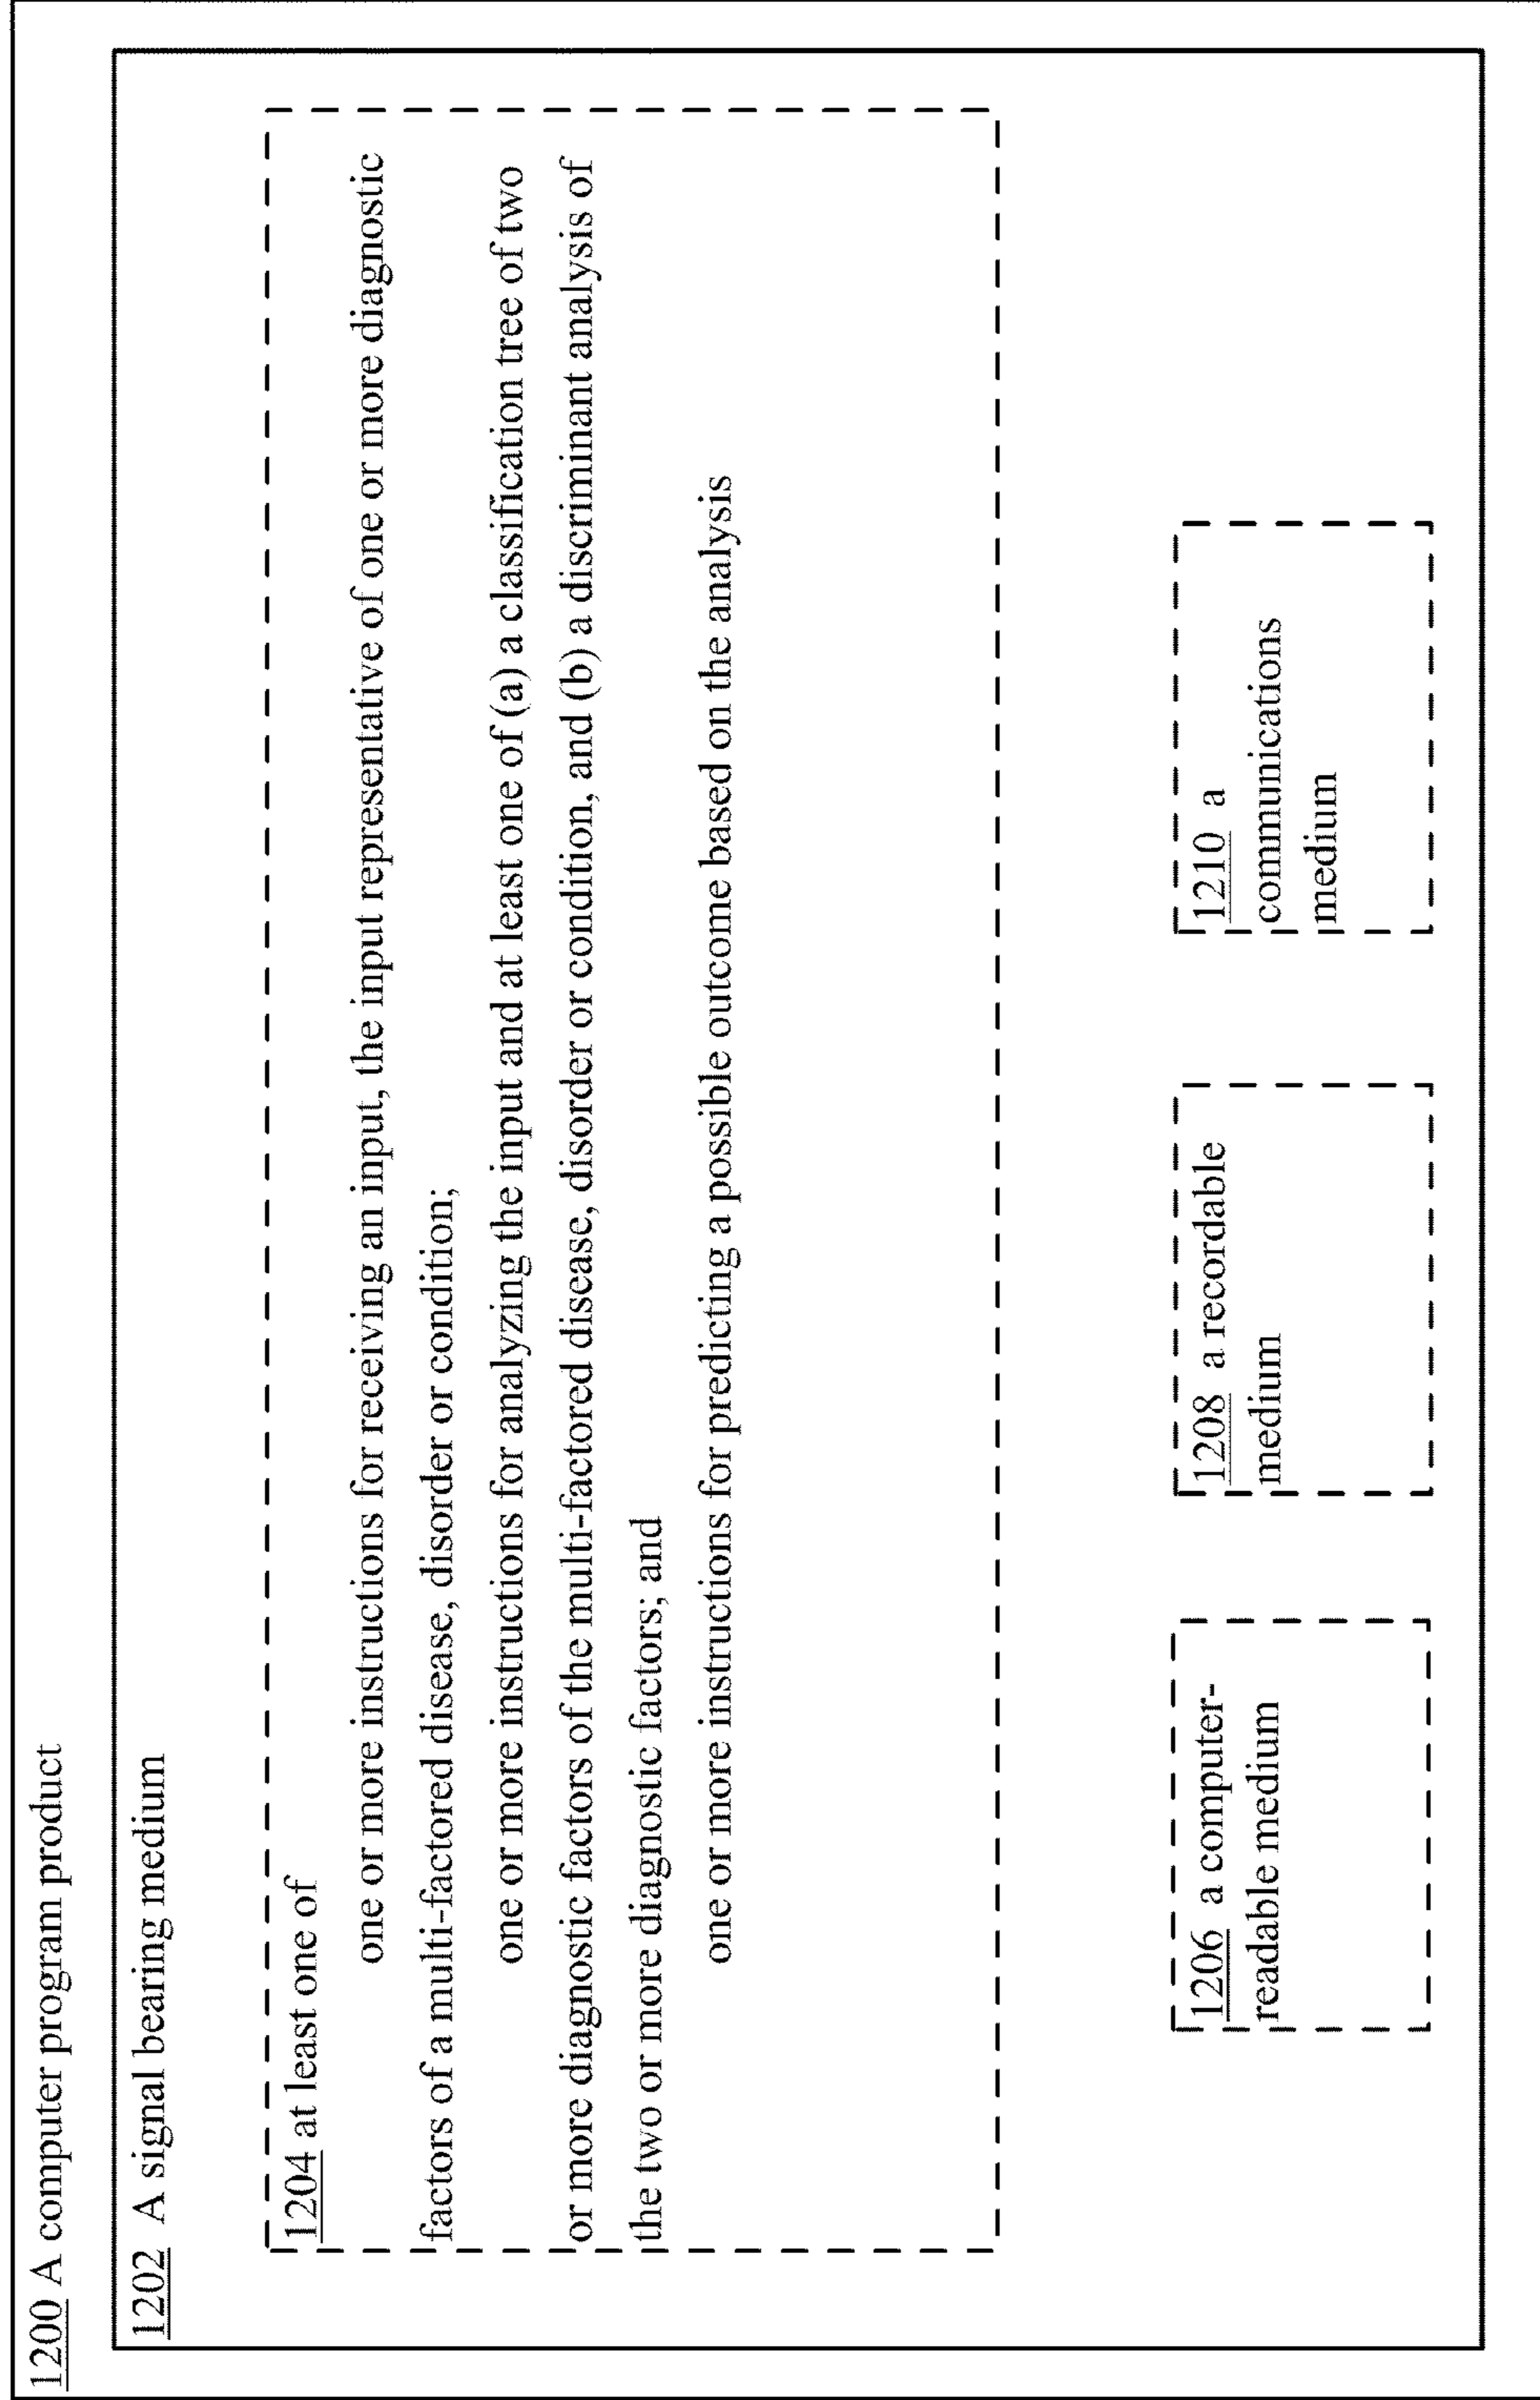 1200 A computer program product
1202 A signal bearing medium
1204 at least one of
one or more instructions for receiving an input, the input representative of one or more diagnostic
factors of a multi-factored disease, disorder or condition;
one or more instructions for analyzing the input and at least one of (a) a classification tree of two
or more diagnostic factors of the multi-factored disease, disorder or condition, and (b) a discriminant analysis of
the two or more diagnostic factors; and
one or more instructions for predicting a possible outcome based on the analysis
1206 a computer-
readable medium
1208 a recordable
medium
1210 a
communications
medium